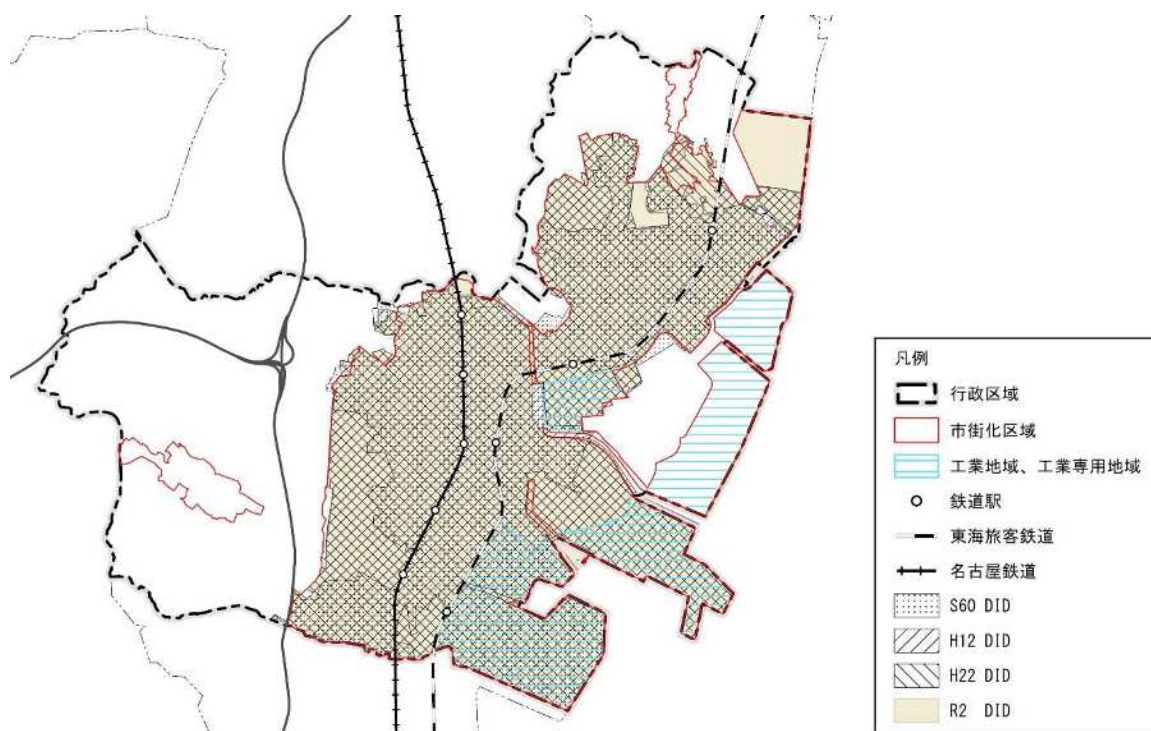 凡例
行政区域
市街化区域
工業地域、工業専用地域
鉄道駅
東海旅客鉄道
名古屋鉄道
S60 DID
H12 DID
H22 DID
R2 DID